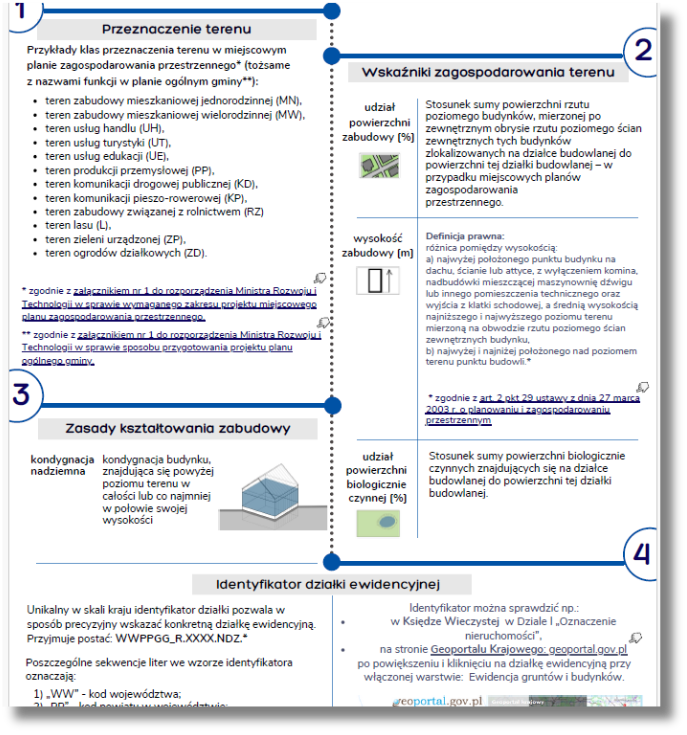 1
Przeznaczenie terenu
Przykłady klas przeznaczenia terenu w miejscowym
planie zagospodarowania przestrzennego* (tożsame
z nazwami funkcji w planie ogólnym gminy**):
• teren zabudowy mieszkaniowej jednorodzinnej (MN),
• teren zabudowy mieszkaniowej wielorodzinnej (MW),
• teren usług handlu (UH),
• teren usług turystyki (UT),
• teren usług edukacji (UE),
• teren produkcji przemysłowej (PP),
• teren komunikacji drogowej publicznej (KD),
• teren komunikacji pieszo-rowerowej (KP),
• teren zabudowy związanej z rolnictwem (RZ)
• teren lasu (L),
• teren zieleni urządzonej (ZP),
• teren ogrodów działkowych (ZD).
* zgodnie z załącznikiem nr 1 do rozporządzenia Ministra Rozwoju i
Technologii w sprawie wymaganego zakresu projektu miejscowego
planu zagospodarowania przestrzennego.
** zgodnie z załącznikiem nr 1 do rozporządzenia Ministra Rozwoju i
Technologii w sprawie sposobu przygotowania projektu planu
ogólnego gminy.
2
Wskaźniki zagospodarowania terenu
udział
powierzchni
zabudowy [%]
Stosunek sumy powierzchni rzutu
poziomego budynków, mierzonej po
zewnętrznym obrysie rzutu poziomego ścian
zewnętrznych tych budynków
zlokalizowanych na działce budowlanej do
powierzchni tej działki budowlanej – w
przypadku miejscowych planów
zagospodarowania
przestrzennego.
wysokość
zabudowy [m]
Definicja prawna:
różnica pomiędzy wysokością:
a) najwyżej położonego punktu budynku na
dachu, ścianie lub attyce, z wyłączeniem komina,
nadbudówki mieszczącej maszynownię dźwigu
lub innego pomieszczenia technicznego oraz
wyjścia z klatki schodowej, a średnią wysokością
najniższego i najwyższego poziomu terenu
mierzoną na obwodzie rzutu poziomego ścian
zewnętrznych budynku,
b) najwyżej i najniżej położonego nad poziomem
terenu punktu budowli.*
* zgodnie z art. 2 pkt 29 ustawy z dnia 27 marca
2003 r. o planowaniu i zagospodarowaniu
przestrzennym
udział
powierzchni
biologicznie
czynnej [%]
Stosunek sumy powierzchni biologicznie
czynnych znajdujących się na działce
budowlanej do powierzchni tej działki
budowlanej.
3
Zasady kształtowania zabudowy
kondygnacja
nadziemna
kondygnacja budynku,
znajdująca się powyżej
poziomu terenu w
całości lub co najmniej
w połowie swojej
wysokości
4
Identyfikator działki ewidencyjnej
Unikalny w skali kraju identyfikator działki pozwala w
sposób precyzyjny wskazać konkretną działkę ewidencyjną.
Przyjmuje postać: WWPPGG_R.XXXX.NDZ.*
Poszczególne sekwencje liter we wzorze identyfikatora
oznaczają:
1) „WW" - kod województwa;
2) „PP" - kod powiatu w województwie;
Identyfikator można sprawdzić np.:
• w Księdze Wieczystej w Dziale I „Oznaczenie
nieruchomości",
• na stronie Geoportalu Krajowego: geoportal.gov.pl
po powiększeniu i kliknięciu na działkę ewidencyjną przy
włączonej warstwie: Ewidencja gruntów i budynków.
geoportal.gov.pl
Geoportal Krajowy